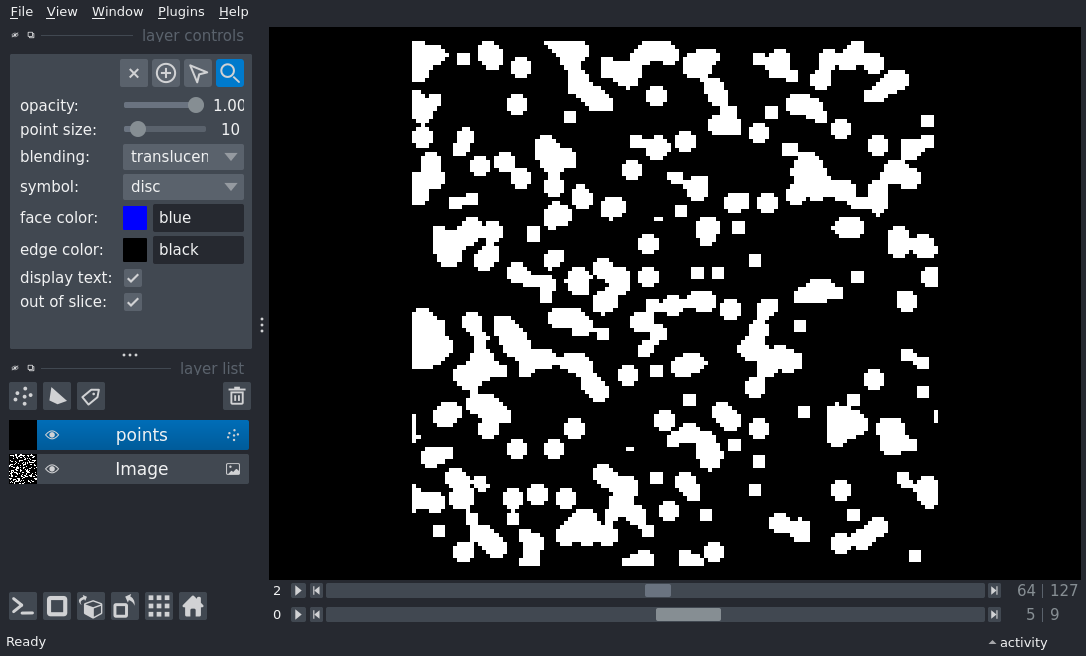 File View Window Plugins Help
layer controls
opacity: 1.00
point size: 10
blending: translucen
symbol: disc
face color: blue
edge color: black
display text:
out of slice:
layer list
points
Image
2 64 127
0 5 9
Ready activity